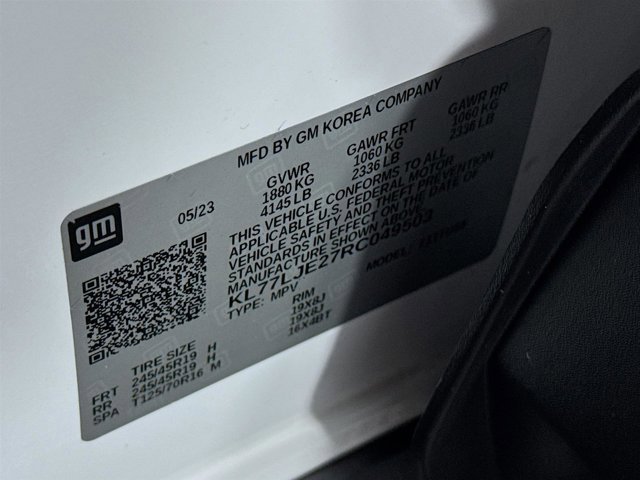 MFD BY GM KOREA COMPANY
gm
05/23
GVWR GAWR FRT GAWR RR
1880 KG 1060 KG 1060 KG
4145 LB 2336 LB 2336 LB
THIS VEHICLE CONFORMS TO ALL
APPLICABLE U.S. FEDERAL MOTOR
VEHICLE SAFETY AND THEFT PREVENTION
STANDARDS IN EFFECT ON THE DATE OF
MANUFACTURE SHOWN ABOVE.
KL77LJE27RC049503
TYPE: MPV MODEL:
TIRE SIZE RIM
FRT 245/45R19 H 19X8J
RR 245/45R19 H 19X8J
SPA T125/70R16 M 16X4BT